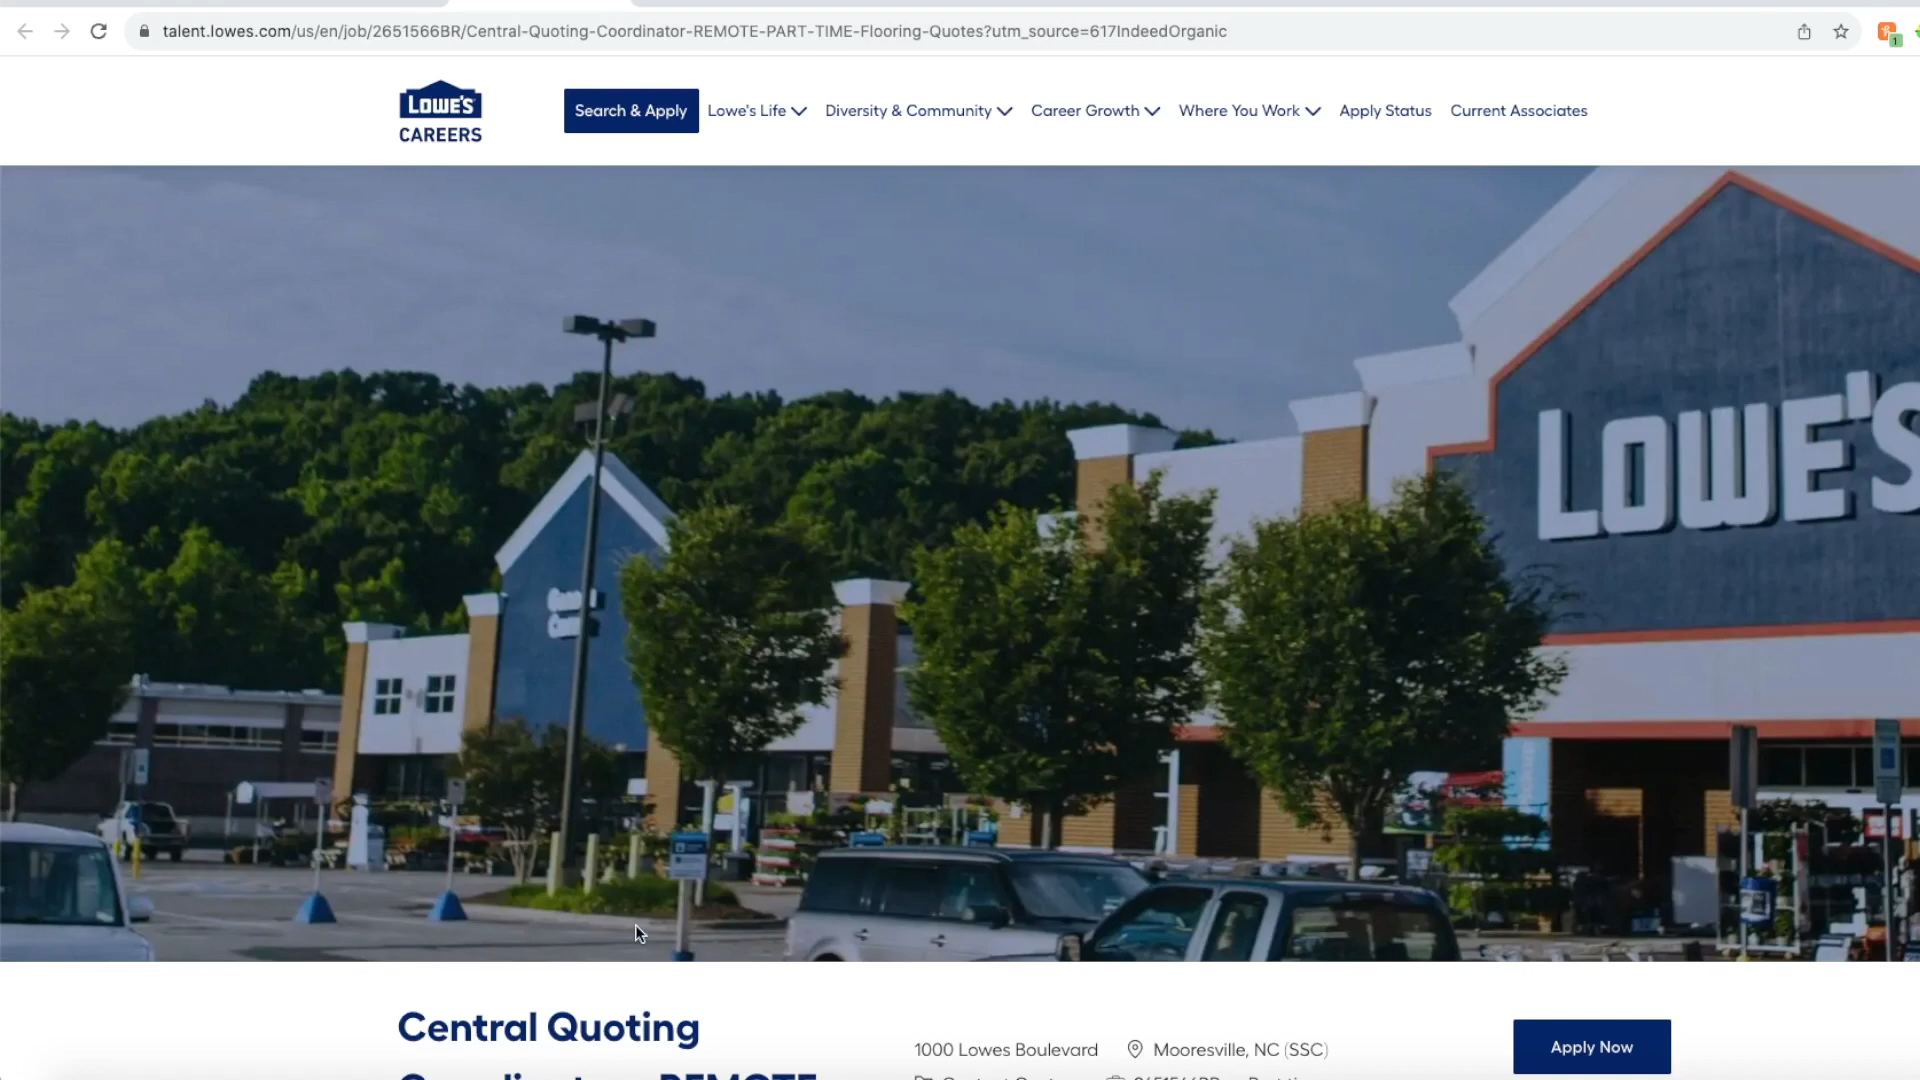 talent.lowes.com/us/en/job/2651566BR/Central-Quoting-Coordinator-REMOTE-PART-TIME-Flooring-Quotes?utm_source=617IndeedOrganic
1
LOWE'S
CAREERS
Search & Apply
Lowe's Life
Diversity & Community
Career Growth
Where You Work
Apply Status
Current Associates
LOWE'S
Central Quoting
1000 Lowes Boulevard
Mooresville, NC (SSC)
Apply Now